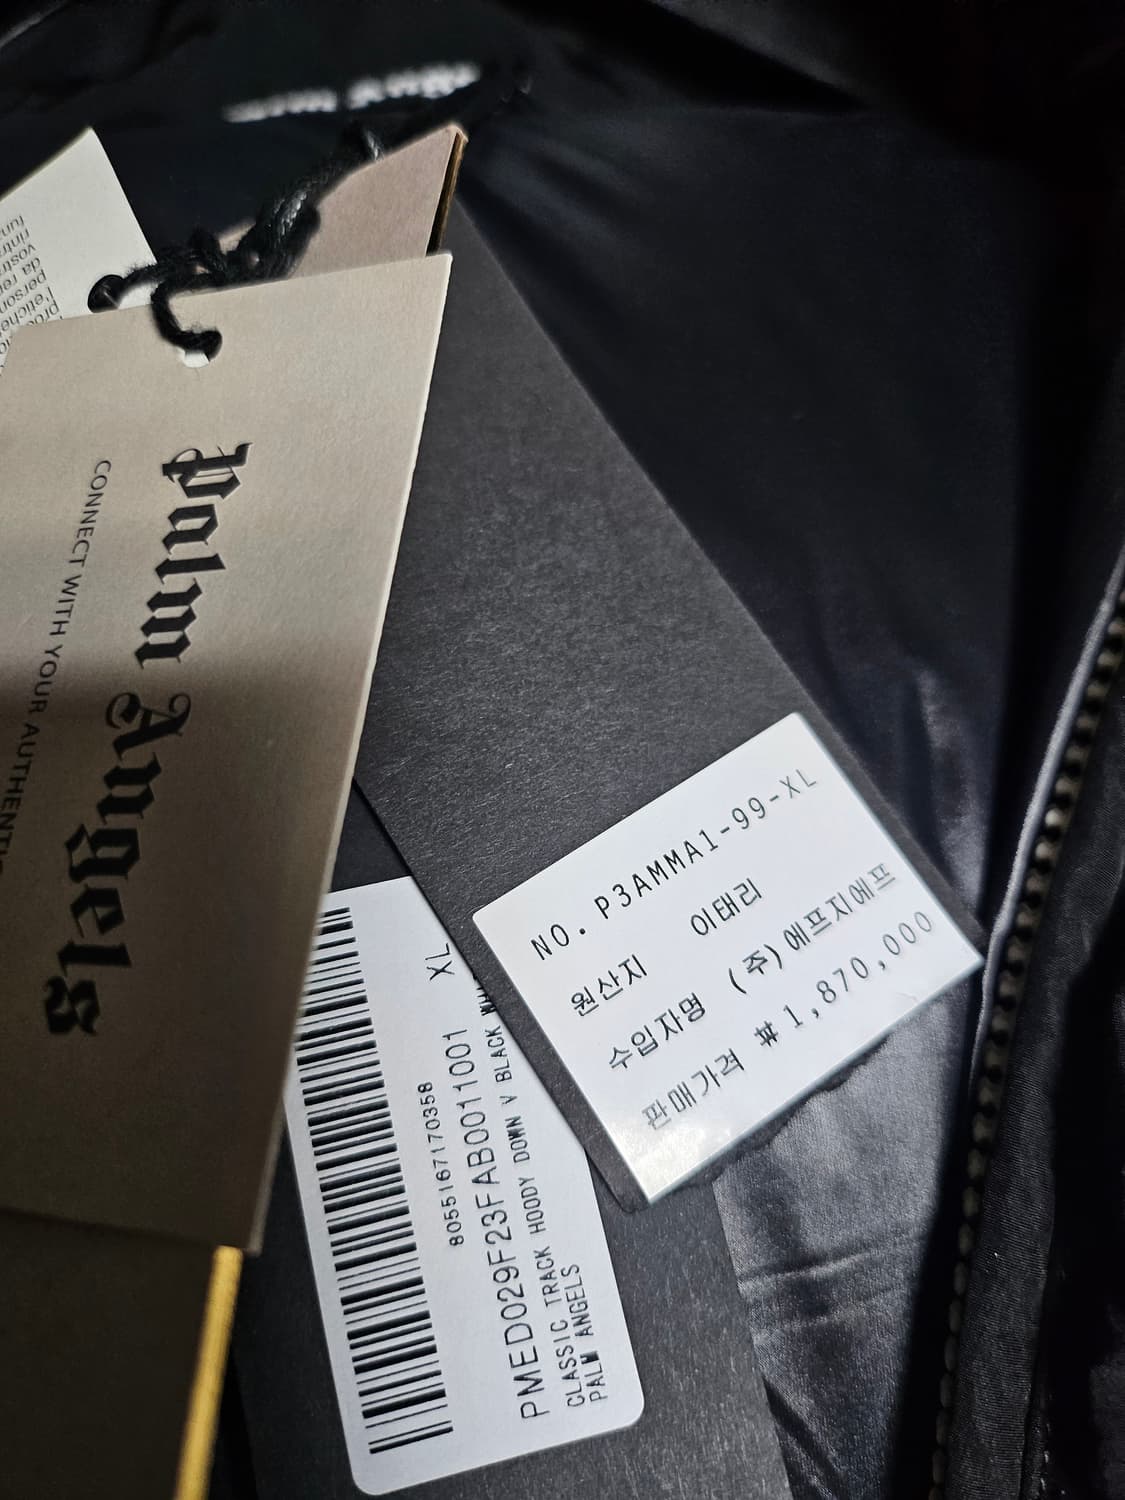 Palm Angels
CONNECT WITH YOUR
NO. P3AMMA1-99-XL
원산지 이태리
수입자명 (주)에프지에프
판매가격 ₩1,870,000
XL
8055167170358
PMED029F23FAB0011001
CLASSIC TRACK HOODY DOWN V BLACK
PALM ANGELS